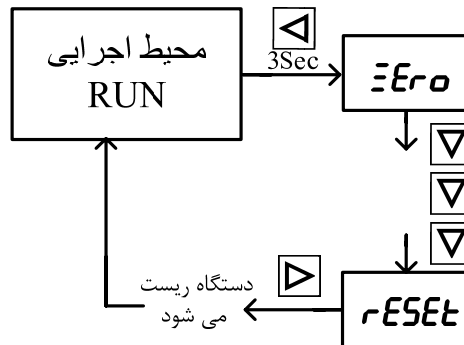 محیط اجرایی
RUN
3Sec
ZEro
دستگاه ریست
می شود
rESEt